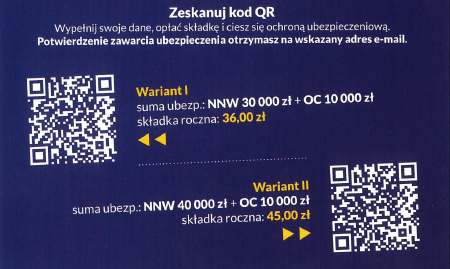 Zeskanuj kod QR
Wypełnij swoje dane, opłać składkę i ciesz się ochroną ubezpieczeniową.
Potwierdzenie zawarcia ubezpieczenia otrzymasz na wskazany adres e-mail.
Wariant I
suma ubezp.: NNW 30 000 zł + OC 10 000 zł
składka roczna: 36,00 zł
Wariant II
suma ubezp.: NNW 40 000 zł + OC 10 000 zł
składka roczna: 45,00 zł